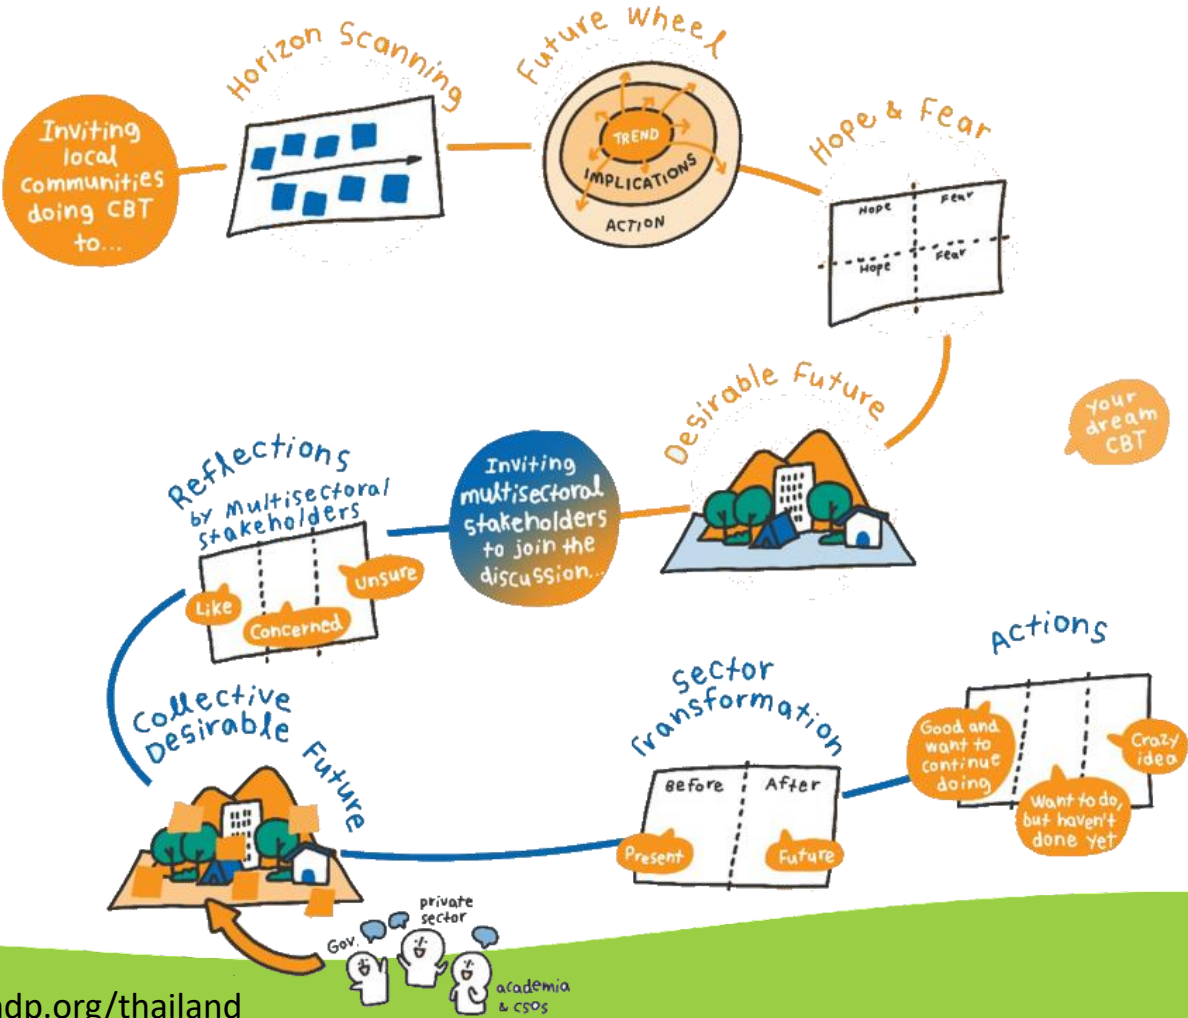 Inviting
local
communities
doing CBT
to...
Horizon Scanning
Future Wheel
TREND
IMPLICATIONS
ACTION
Hope & Fear
Hope
Fear
Hope
Fear
Desirable Future
your
dream
CBT
Inviting
multisectoral
stakeholders
to join the
discussion...
Reflections
by Multisectoral
stakeholders
Like
Concerned
Unsure
Collective
Desirable Future
Gov.
private
sector
academia
& CSOs
Sector
Transformation
Before
After
Present
Future
Actions
Good and
want to
continue
doing
Want to do,
but haven't
done yet
Crazy
idea
ndp.org/thailand